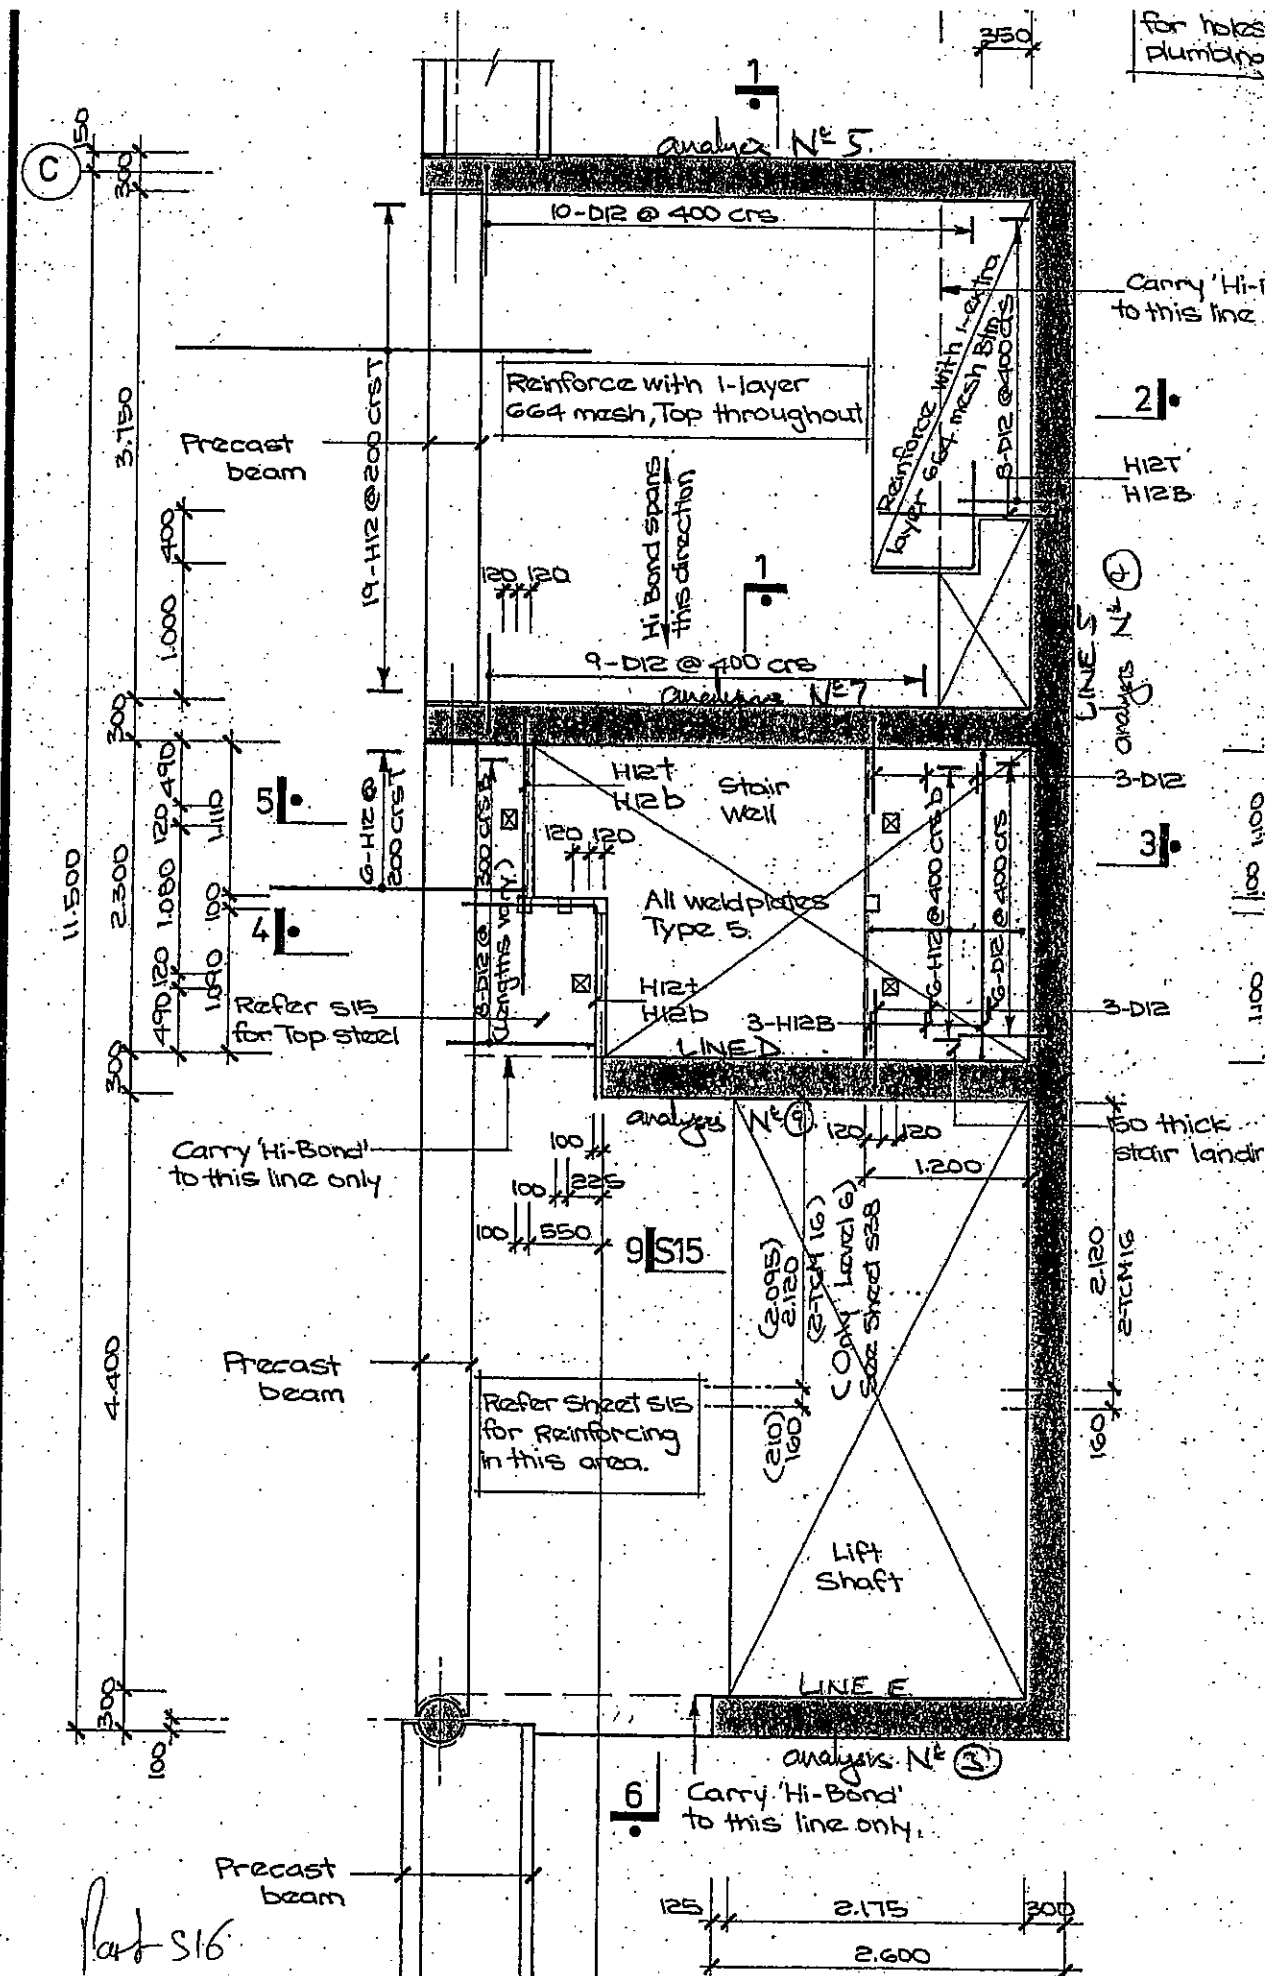 350
for holes
plumbing
1
analysis Nº 5.
C
150
300
10-D12 @ 400 crs
Carry 'Hi-
to this line
Reinforce with 1-extra
layer 664 mesh Btm
8-D12 @ 400 crs
19-H12 @ 200 crs T
Reinforce with 1-layer
664 mesh, Top throughout
2
3.750
Precast
beam
H12T
H12B
Hi Bond spans
this direction
400
1.000
120 120
1
LINE 5
analysis Nº 4
9-D12 @ 400 crs
analysis Nº 7
300
490
120
1.110
5
6-H12 @
200 crs T
8-D12 @ 300 crs B
(Lengths vary.)
H12t
H12b
Stair
Well
3-D12
120 120
6-H12 @ 400 crs b
6-D12 @ 400 crs
3
1.100
100
1.100
11.500
2.300
1.080
100
4
All weldplates
Type 5.
120
1.090
490
Refer S15
for Top steel
H12t
H12b
3-H12B
3-D12
LINE D
300
analysis Nº 9
120 120
150 thick
stair landin
Carry 'Hi-Bond'
to this line only
100
1.200
100 225
100 550
9 S15
(2.095)
2.120
(2-TCM 16)
(Only Level 6)
See Sheet S38
2.120
2-TCM16
4.400
Precast
beam
Refer Sheet S15
for Reinforcing
in this area.
(210)
160
160
Lift
Shaft
300
100
LINE E
analysis Nº 3
6
Carry 'Hi-Bond'
to this line only.
Precast
beam
Part S16
125 2.175 300
2.600